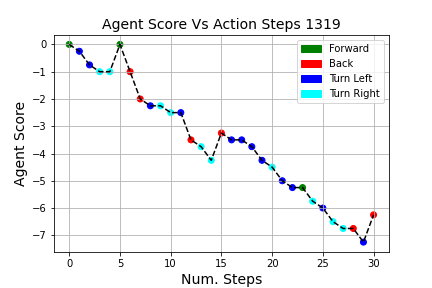 Agent Score Vs Action Steps 1319
Forward
Back
Turn Left
Turn Right
Agent Score
0
−1
−2
−3
−4
−5
−6
−7
0 5 10 15 20 25 30
Num. Steps